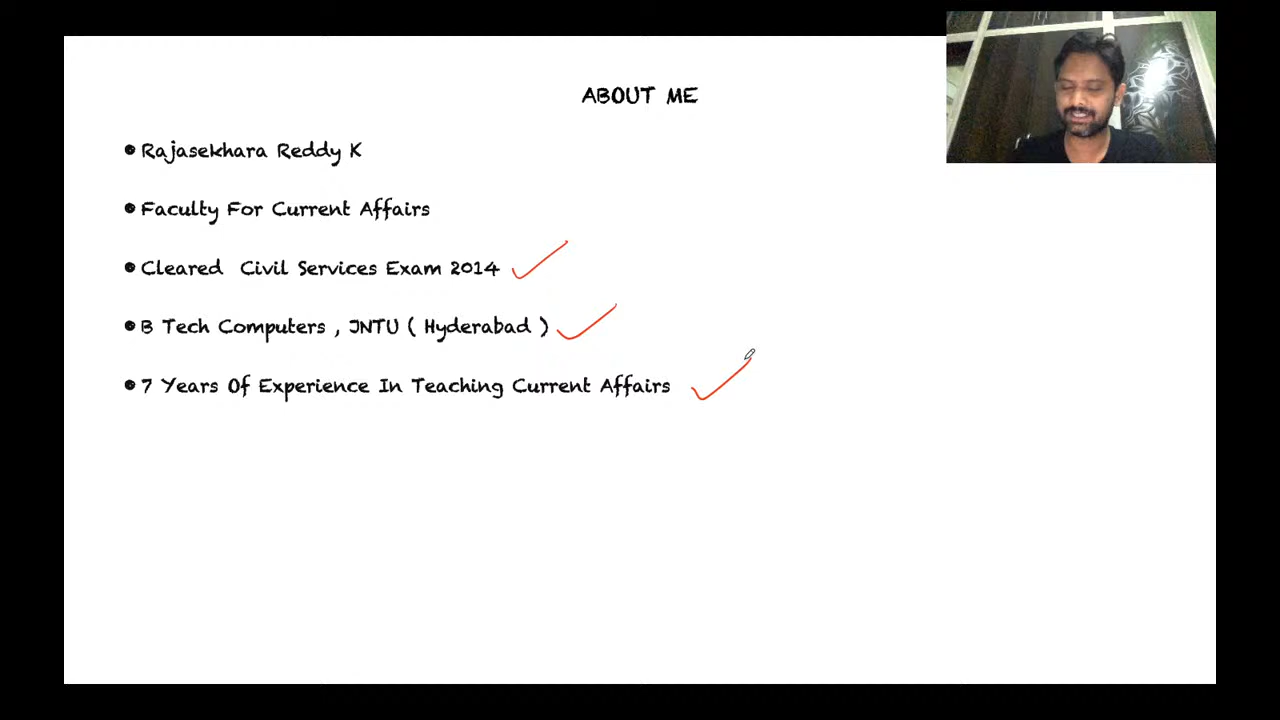 ABOUT ME
• Rajasekhara Reddy K
• Faculty For Current Affairs
• Cleared Civil Services Exam 2014
• B Tech Computers , JNTU ( Hyderabad )
• 7 Years Of Experience In Teaching Current Affairs